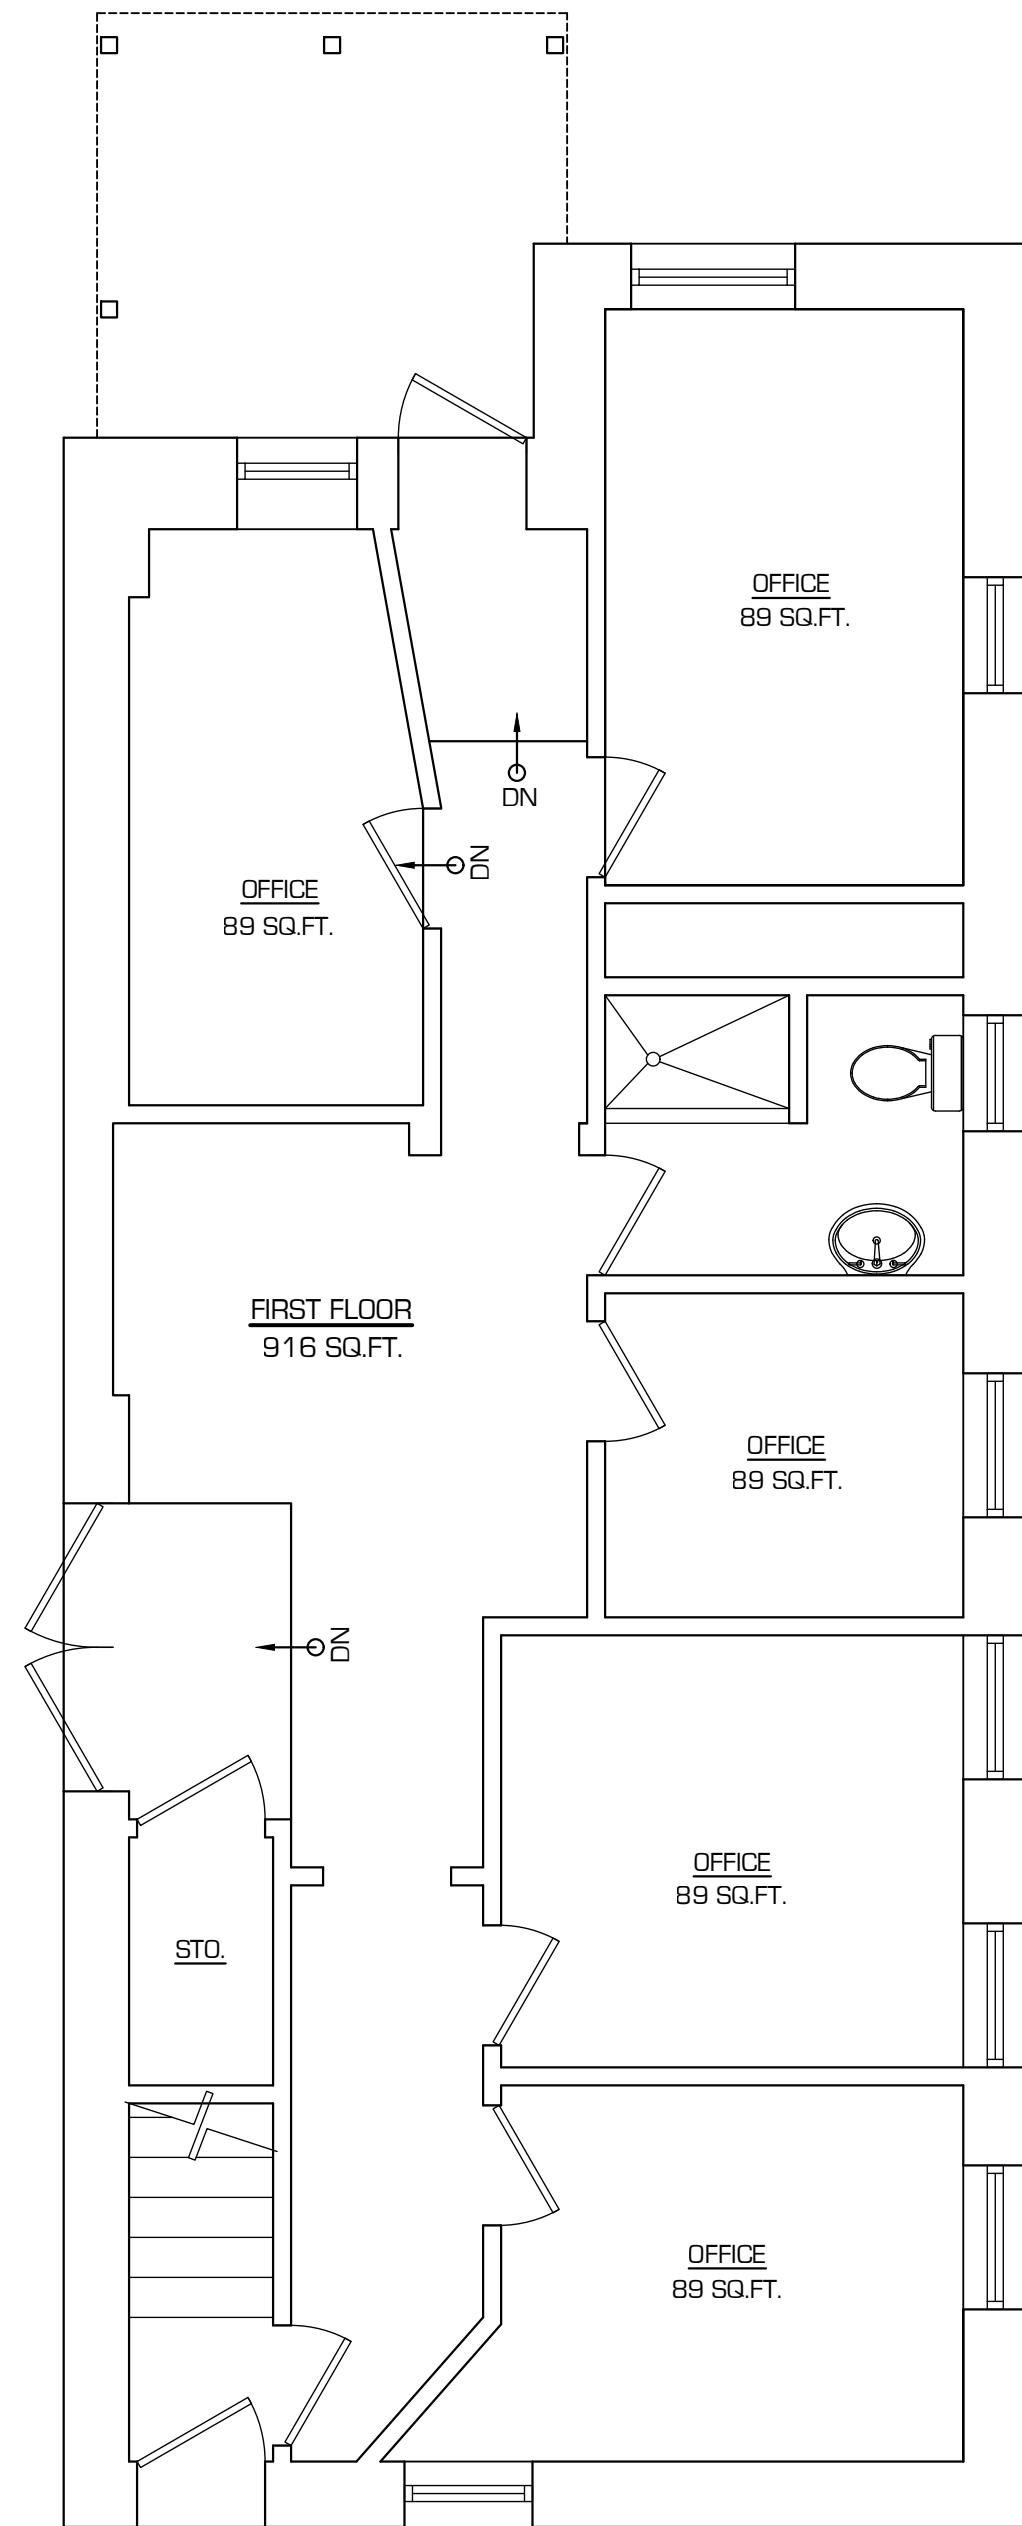 OFFICE
89 SQ.FT.
DN
DN
OFFICE
89 SQ.FT.
FIRST FLOOR
916 SQ.FT.
OFFICE
89 SQ.FT.
DN
OFFICE
89 SQ.FT.
STO.
OFFICE
89 SQ.FT.